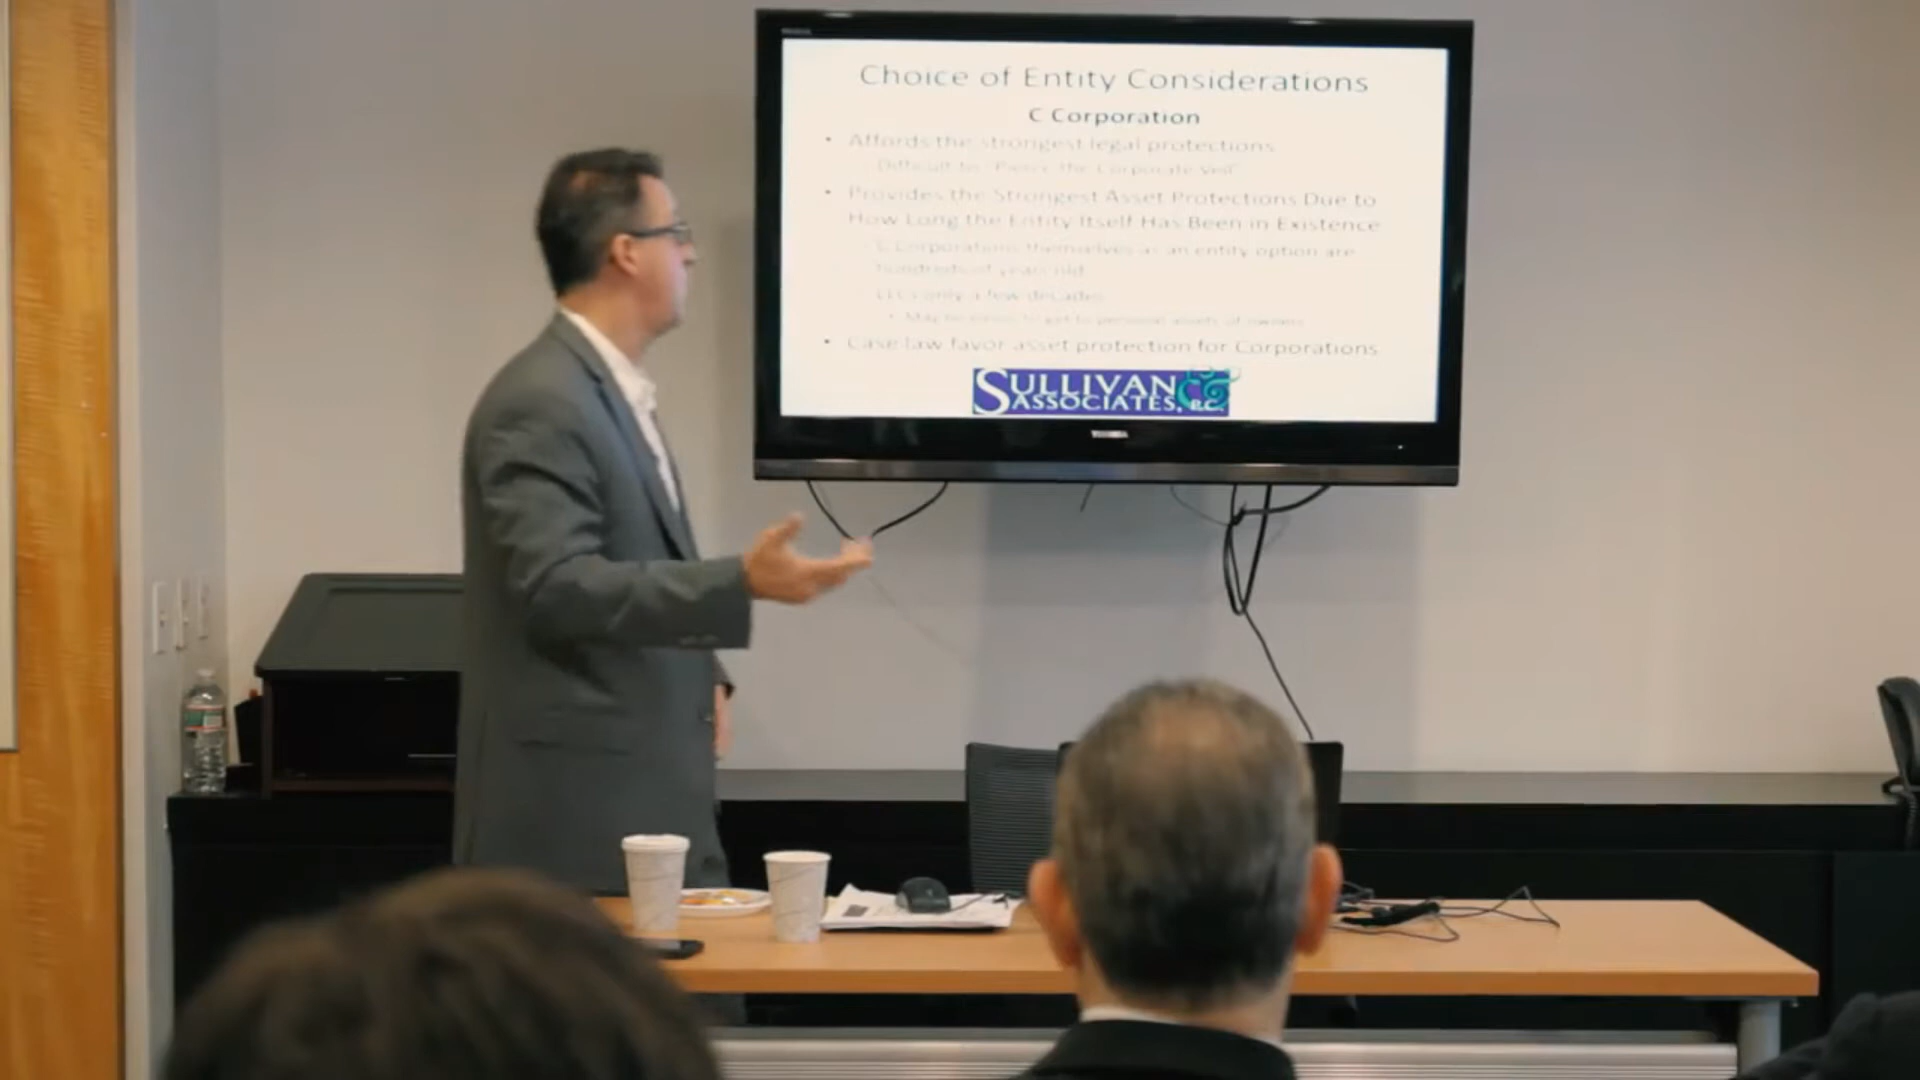 Choice of Entity Considerations
C Corporation
• Affords the strongest legal protections
Difficult to "Pierce the Corporate Veil"
• Provides the Strongest Asset Protections Due to
How Long the Entity Itself Has Been in Existence
C Corporations themselves as an entity option are
hundreds of years old
LLCs only a few decades
• May be easier to get to personal assets of owners
• Case law favor asset protection for Corporations
SULLIVAN &
ASSOCIATES, P.C.
TOSHIBA